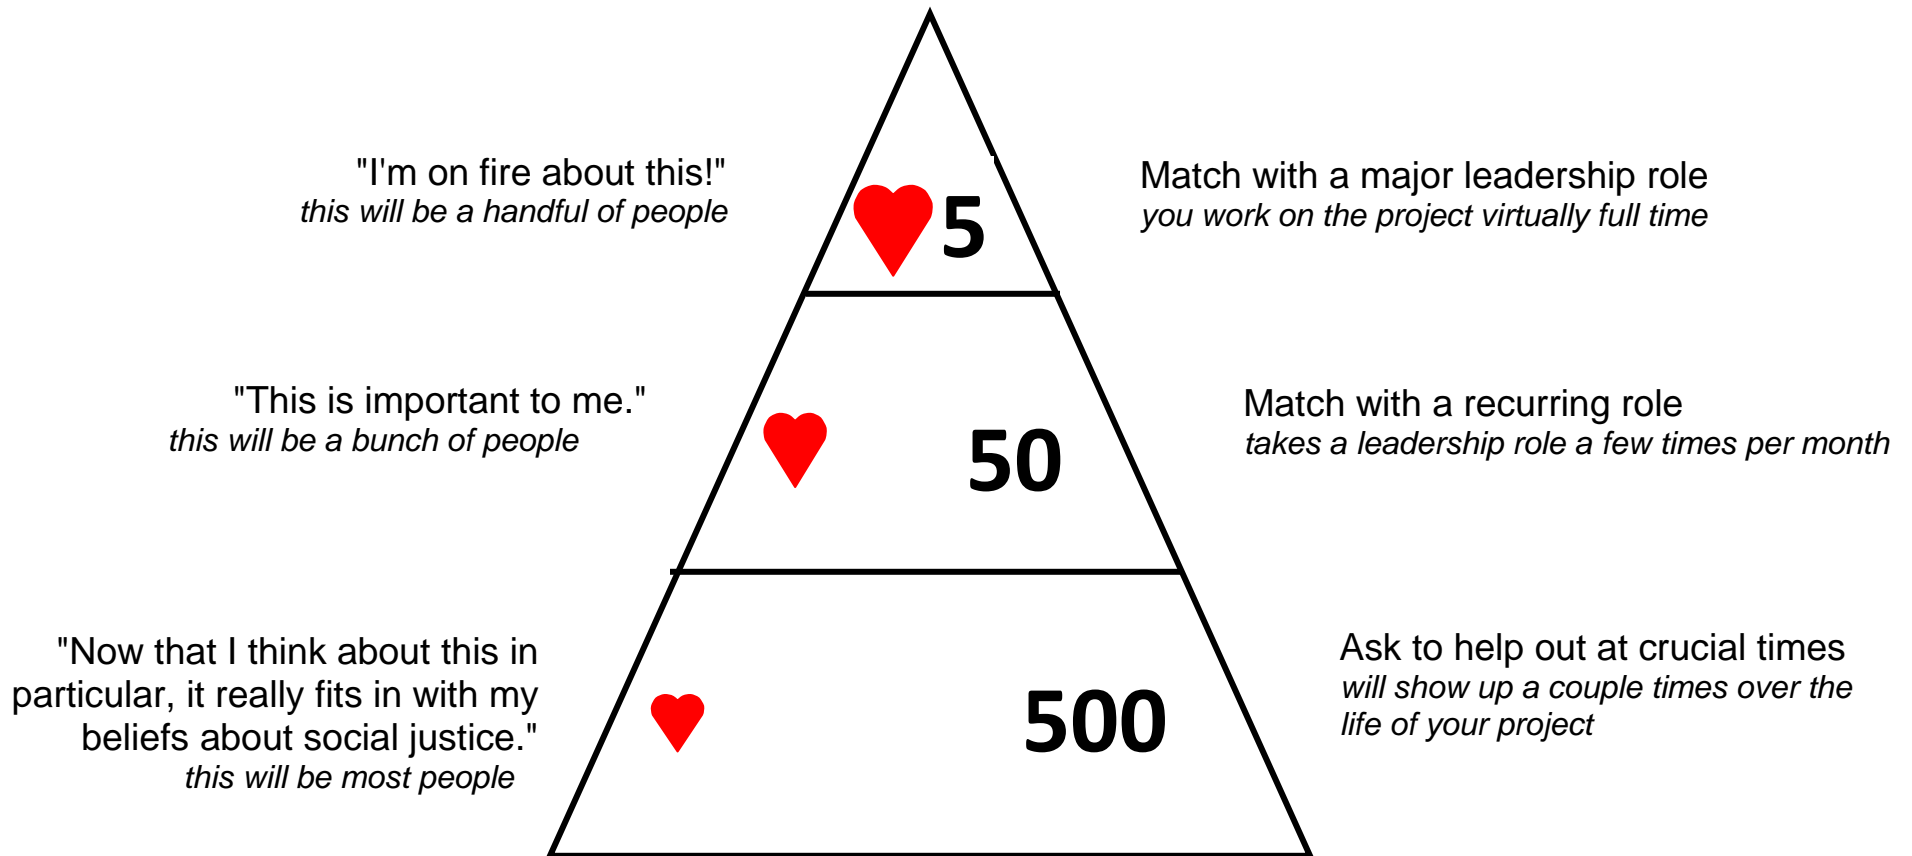 "I'm on fire about this!"
this will be a handful of people
5
Match with a major leadership role
you work on the project virtually full time
"This is important to me."
this will be a bunch of people
50
Match with a recurring role
takes a leadership role a few times per month
"Now that I think about this in
particular, it really fits in with my
beliefs about social justice."
this will be most people
500
Ask to help out at crucial times
will show up a couple times over the
life of your project